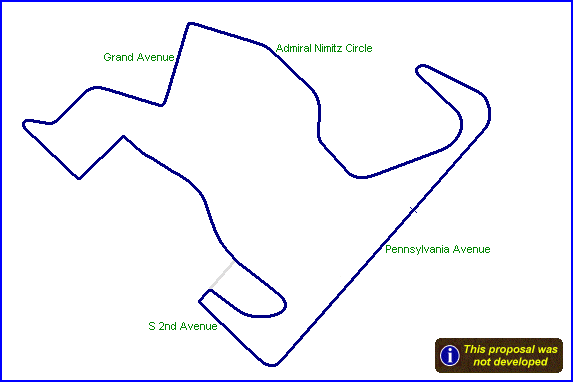 Admiral Nimitz Circle
Grand Avenue
Pennsylvania Avenue
S 2nd Avenue
i This proposal was
not developed